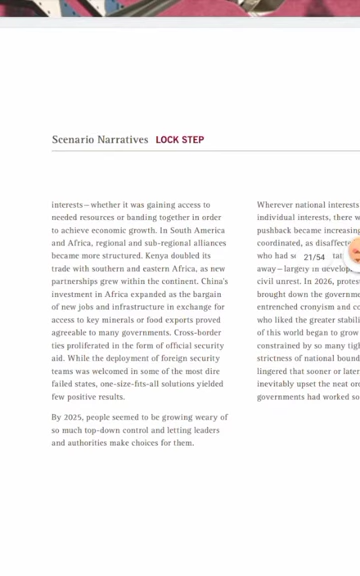 Scenario Narratives LOCK STEP
interests – whether it was gaining access to
needed resources or banding together in order
to achieve economic growth. In South America
and Africa, regional and sub-regional alliances
became more structured. Kenya doubled its
trade with southern and eastern Africa, as new
partnerships grew within the continent. China's
investment in Africa expanded as the bargain
of new jobs and infrastructure in exchange for
access to key minerals or food exports proved
agreeable to many governments. Cross-border
ties proliferated in the form of official security
aid. While the deployment of foreign security
teams was welcomed in some of the most dire
failed states, one-size-fits-all solutions yielded
few positive results.
By 2025, people seemed to be growing weary of
so much top-down control and letting leaders
and authorities make choices for them.
Wherever national interests
individual interests, there w
pushback became increasing
coordinated, as disaffecte
who had se
21/54
away – largely in develop
civil unrest. In 2026, protes
brought down the governme
entrenched cronyism and co
who liked the greater stabili
of this world began to grow
constrained by so many tigh
strictness of national bound
lingered that sooner or later
inevitably upset the neat or
governments had worked so